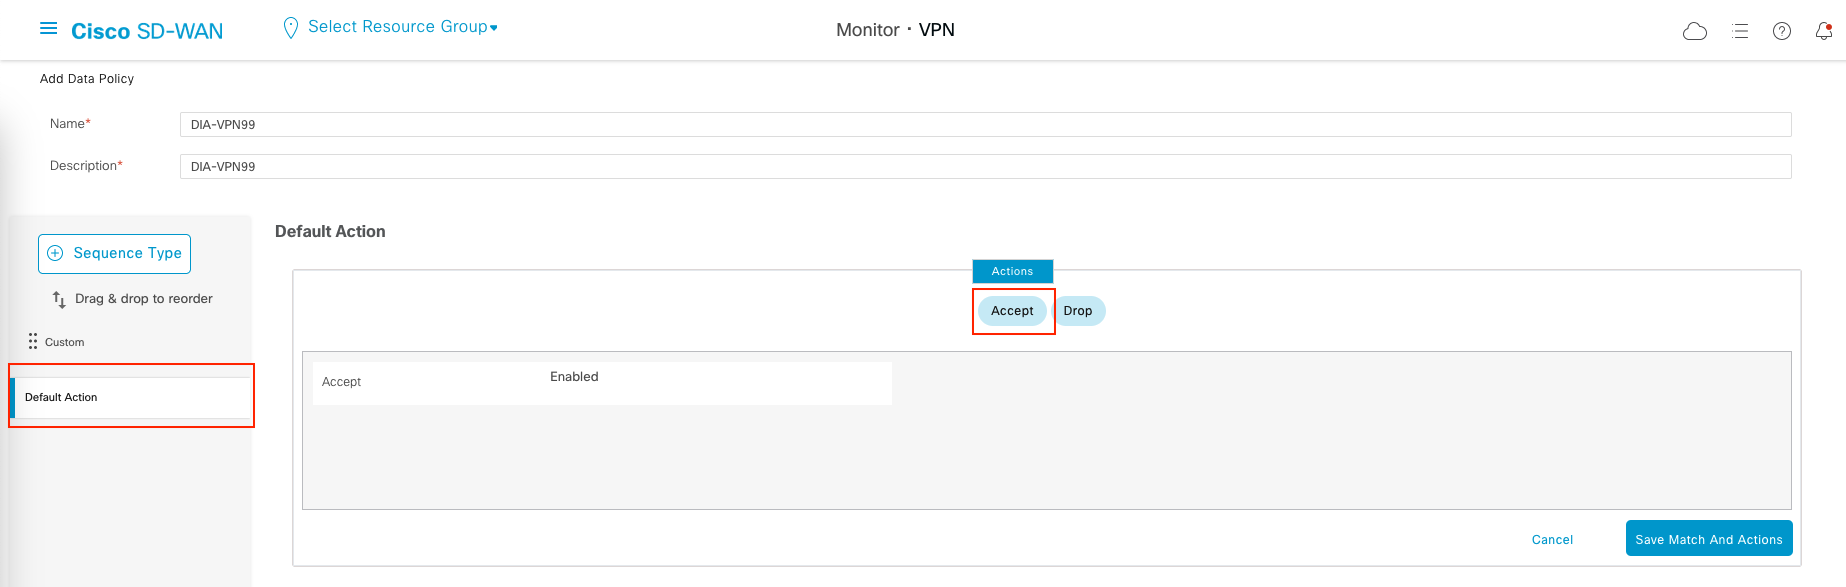 Cisco SD-WAN
Select Resource Group
Monitor · VPN
Add Data Policy
Name*
DIA-VPN99
Description*
DIA-VPN99
Sequence Type
Drag & drop to reorder
Custom
Default Action
Default Action
Actions
Accept Drop
Accept Enabled
Cancel
Save Match And Actions